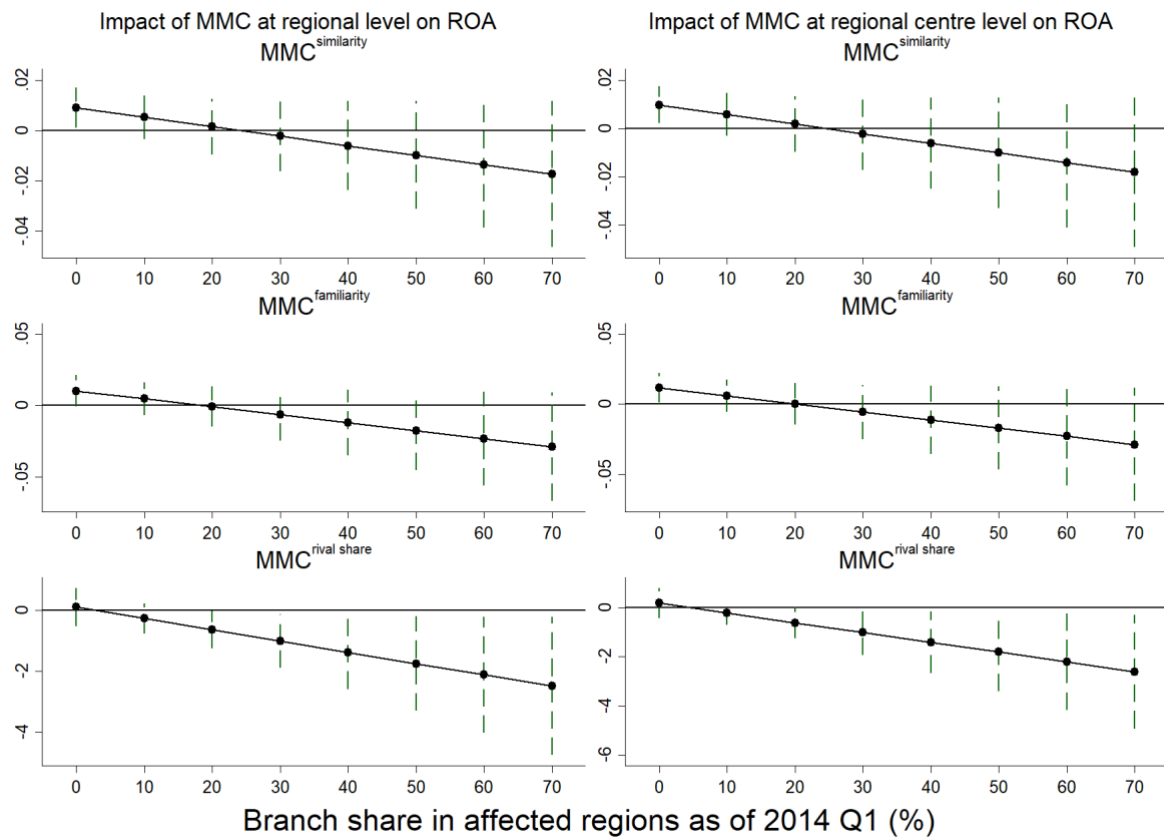 Impact of MMC at regional level on ROA
MMC^similarity
.02
0
-.02
-.04
0 10 20 30 40 50 60 70
MMC^familiarity
.05
0
-.05
0 10 20 30 40 50 60 70
MMC^rival share
0
-2
-4
0 10 20 30 40 50 60 70
Impact of MMC at regional centre level on ROA
MMC^similarity
.02
0
-.02
-.04
0 10 20 30 40 50 60 70
MMC^familiarity
.05
0
-.05
0 10 20 30 40 50 60 70
MMC^rival share
0
-2
-4
-6
0 10 20 30 40 50 60 70
Branch share in affected regions as of 2014 Q1 (%)